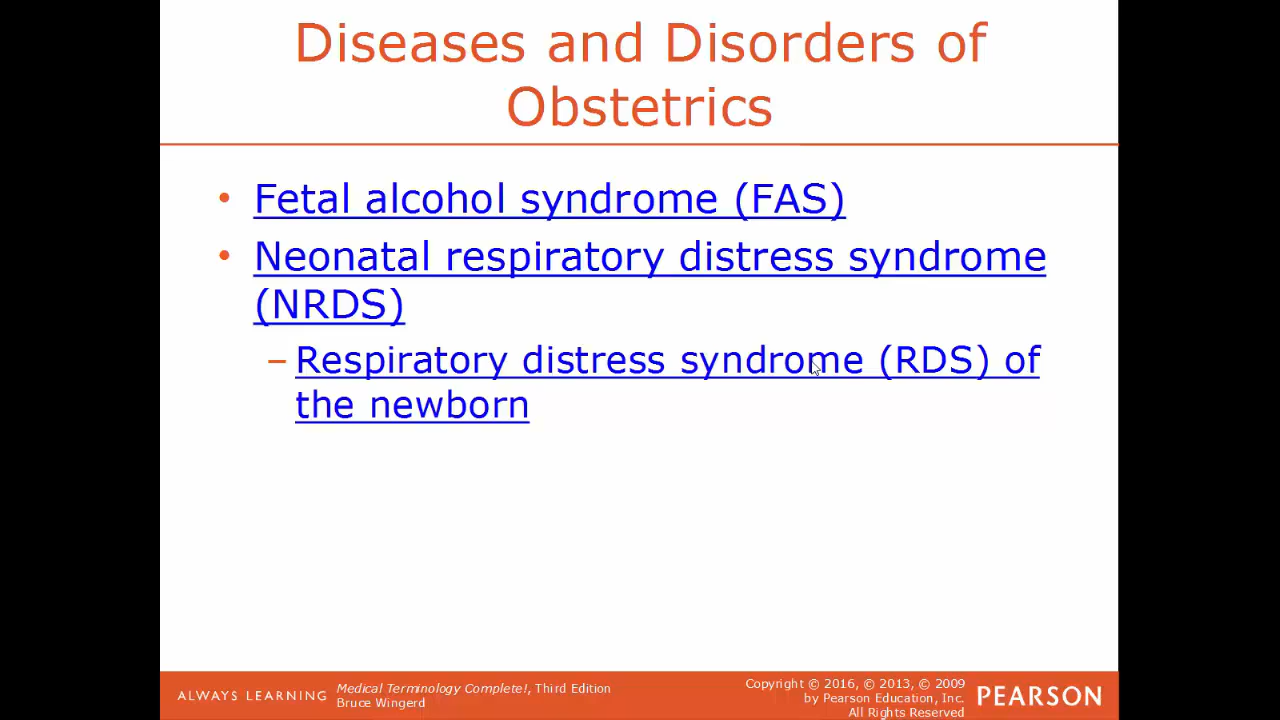 Diseases and Disorders of
Obstetrics
• Fetal alcohol syndrome (FAS)
• Neonatal respiratory distress syndrome
(NRDS)
– Respiratory distress syndrome (RDS) of
the newborn
ALWAYS LEARNING
Medical Terminology Complete!, Third Edition
Bruce Wingerd
Copyright © 2016, © 2013, © 2009
by Pearson Education, Inc.
All Rights Reserved
PEARSON